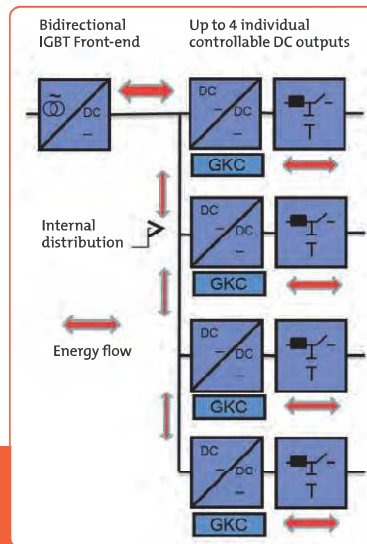 Bidirectional
IGBT Front-end
Up to 4 individual
controllable DC outputs
DC
DC
DC
GKC
Internal
distribution
DC
DC
GKC
Energy flow
DC
DC
GKC
DC
DC
GKC